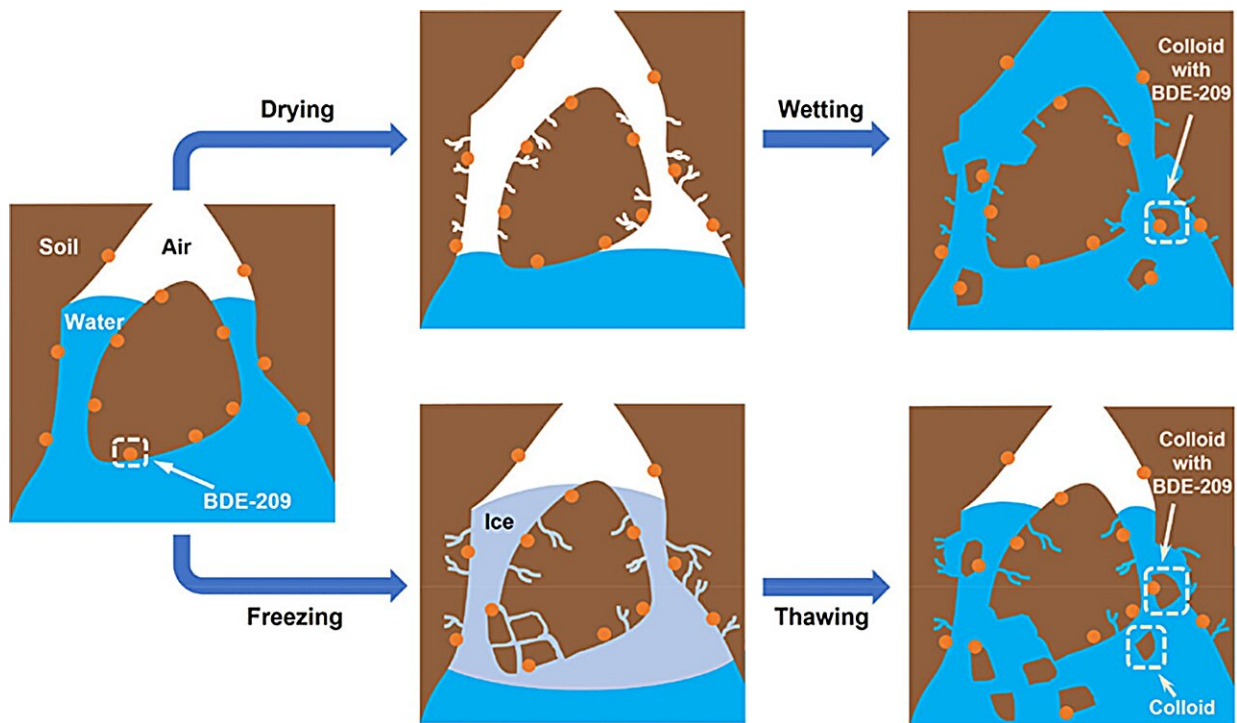 Drying
Wetting
Colloid
with
BDE-209
Soil
Air
Water
BDE-209
Freezing
Ice
Thawing
Colloid
with
BDE-209
Colloid